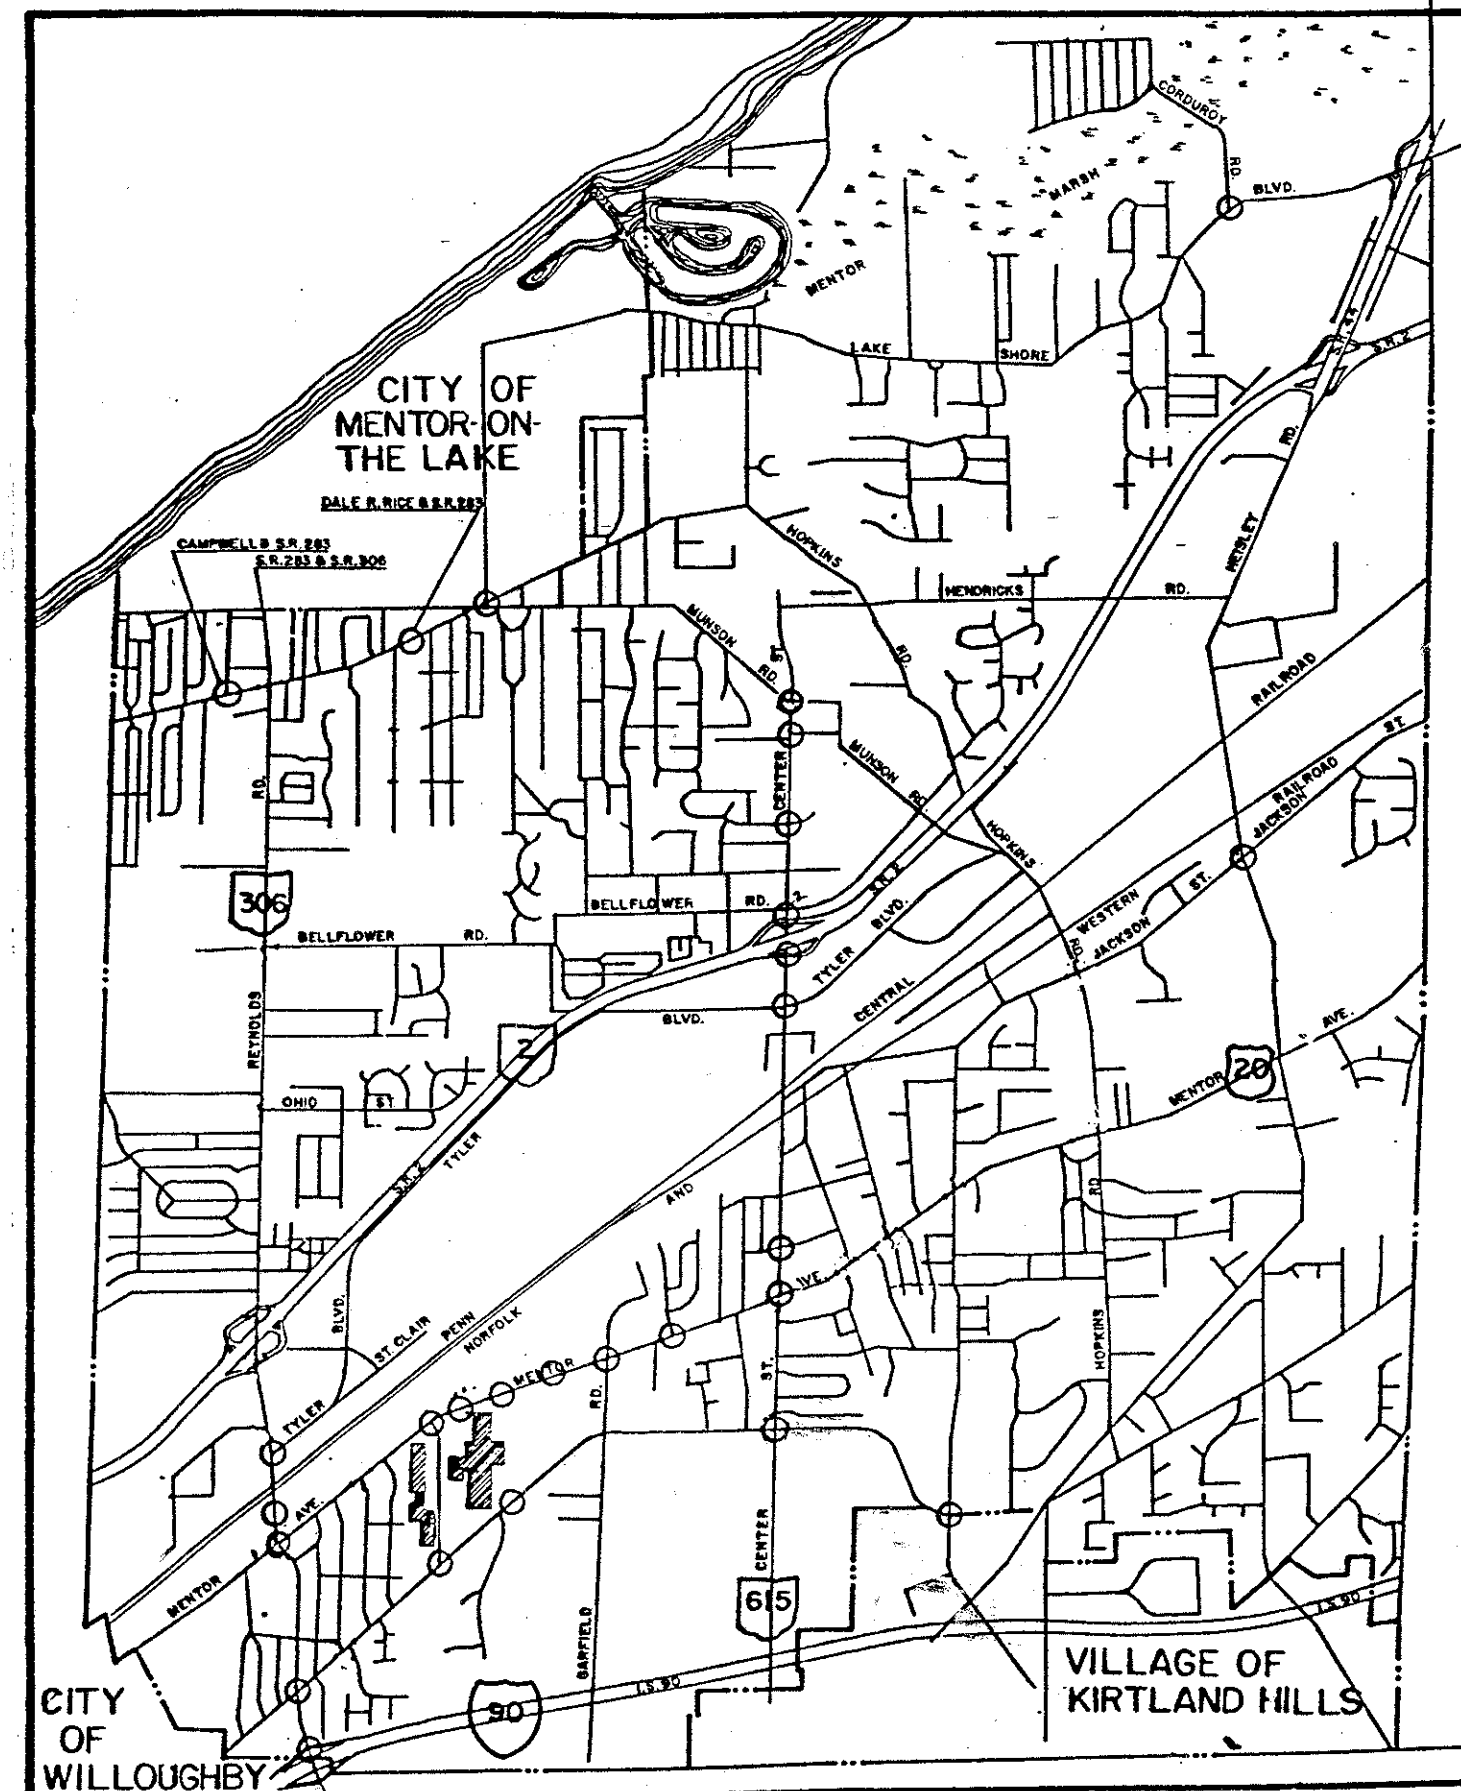 CORDUROY
RD.
BLVD.
MARSH
MENTOR
LAKE
SHORE
S.R. 44
S.R. 2
CITY OF
MENTOR-ON-
THE LAKE
DALE R. RICE & S.R. 283
CAMPBELL & S.R. 283
S.R. 283 & S.R. 306
HOPKINS
RD.
HEISLEY
RD.
HENDRICKS
RD.
MUNSON
RD.
ST.
RAILROAD
ST.
RAILROAD
JACKSON
CENTER
MUNSON
RD.
HOPKINS
RD.
RD.
306
BELLFLOWER
RD.
2
S.R. 2
BLVD.
TYLER
ST.
WESTERN
JACKSON
BELLFLOWER
RD.
CENTRAL
REYNOLDS
BLVD.
2
AVE.
20
MENTOR
OHIO
ST.
S.R. 2
TYLER
AND
RD
AVE.
BLVD.
ST. CLAIR
PENN
NORFOLK
HOPKINS
MENTOR
RD.
ST.
TYLER
AVE.
MENTOR
CENTER
615
BARFIELD
I.S. 90
I.S. 90
90
VILLAGE OF
KIRTLAND HILLS
CITY
OF
WILLOUGHBY